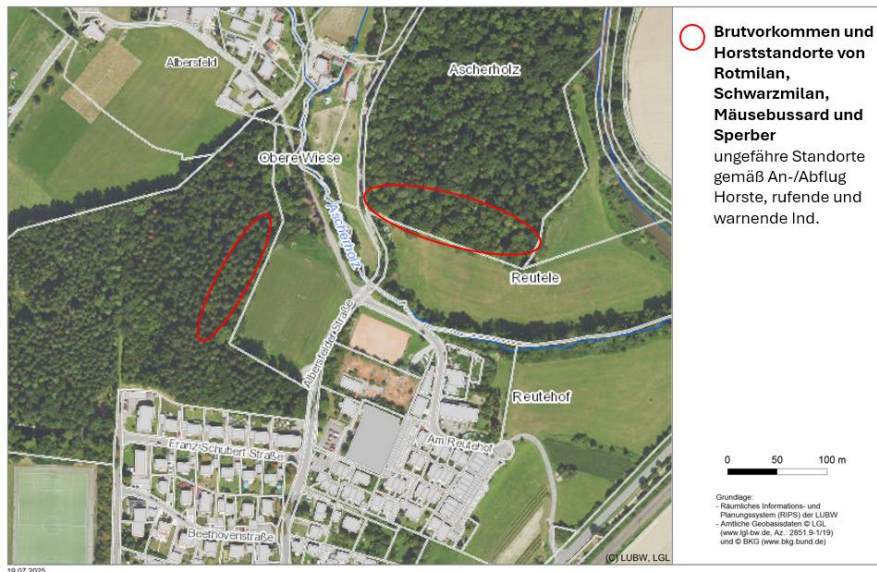 Albersfeld
Ascherholz
Obere Wiese
Ascherholz
Reutele
Albersfelder Straße
Reutehof
Franz-Schubert-Straße
Am Reutehof
Beethovenstraße
(C) LUBW, LGL
19.07.2025
Brutvorkommen und
Horststandorte von
Rotmilan,
Schwarzmilan,
Mäusebussard und
Sperber
ungefähre Standorte
gemäß An-/Abflug
Horste, rufende und
warnende Ind.
0 50 100 m
Grundlage:
- Räumliches Informations- und
Planungssystem (RIPS) der LUBW
- Amtliche Geobasisdaten © LGL
(www.lgl-bw.de, Az.: 2851.9-1/19)
und © BKG (www.bkg.bund.de)